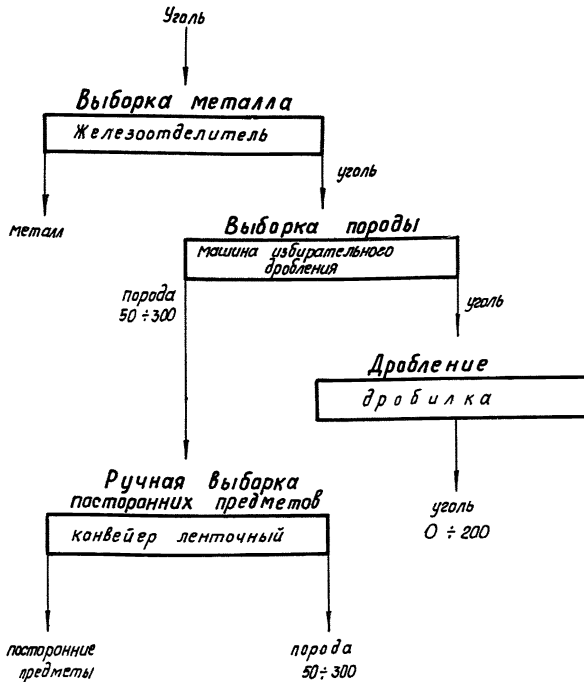 Уголь
Выборка металла
Железоотделитель
уголь
металл
Выборка породы
машина избирательного
дробления
порода
50÷300
уголь
Дробление
дробилка
Ручная выборка
посторонних предметов
конвейер ленточный
уголь
0÷200
посторонние
предметы
порода
50÷300